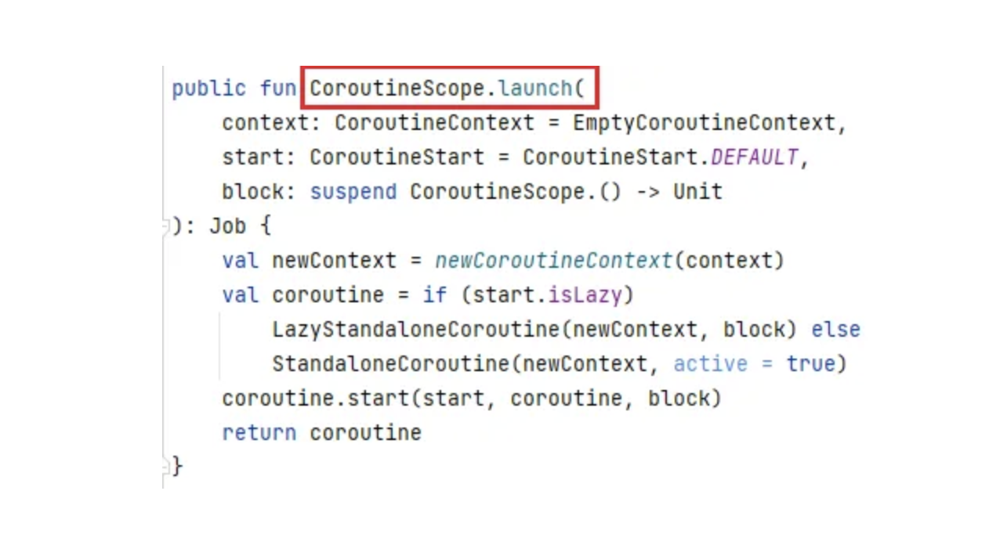 public fun CoroutineScope.launch(
    context: CoroutineContext = EmptyCoroutineContext,
    start: CoroutineStart = CoroutineStart.DEFAULT,
    block: suspend CoroutineScope.() -> Unit
): Job {
    val newContext = newCoroutineContext(context)
    val coroutine = if (start.isLazy)
        LazyStandaloneCoroutine(newContext, block) else
        StandaloneCoroutine(newContext, active = true)
    coroutine.start(start, coroutine, block)
    return coroutine
}